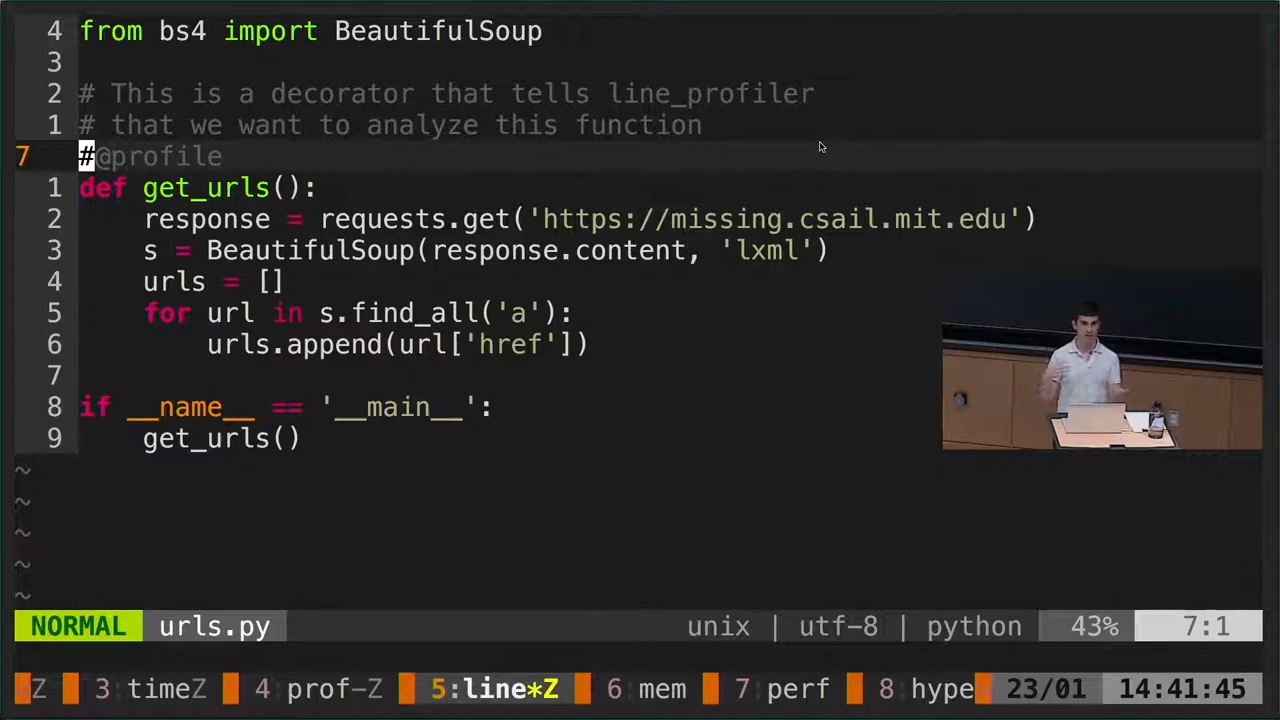 4 from bs4 import BeautifulSoup
3
2 # This is a decorator that tells line_profiler
1 # that we want to analyze this function
7 #@profile
1 def get_urls():
2     response = requests.get('https://missing.csail.mit.edu')
3     s = BeautifulSoup(response.content, 'lxml')
4     urls = []
5     for url in s.find_all('a'):
6         urls.append(url['href'])
7
8 if __name__ == '__main__':
9     get_urls()
~
~
~
~
~
NORMAL urls.py unix | utf-8 | python 43% 7:1
<Z 3 timeZ 4 prof-Z 5:line*Z 6 mem 7 perf 8 hype> 23/01 14:41:45